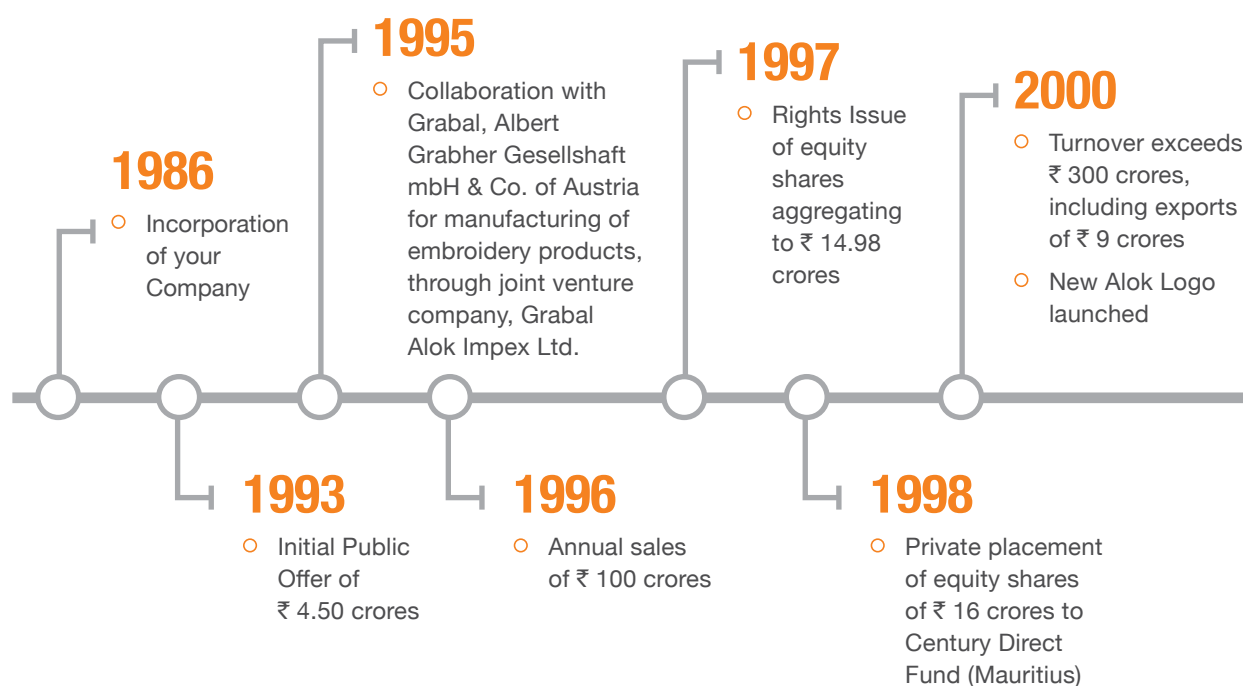 1986
Incorporation
of your
Company
1993
Initial Public
Offer of
₹ 4.50 crores
1995
Collaboration with
Grabal, Albert
Grabher Gesellshaft
mbH & Co. of Austria
for manufacturing of
embroidery products,
through joint venture
company, Grabal
Alok Impex Ltd.
1996
Annual sales
of ₹ 100 crores
1997
Rights Issue
of equity
shares
aggregating
to ₹ 14.98
crores
1998
Private placement
of equity shares
of ₹ 16 crores to
Century Direct
Fund (Mauritius)
2000
Turnover exceeds
₹ 300 crores,
including exports
of ₹ 9 crores
New Alok Logo
launched